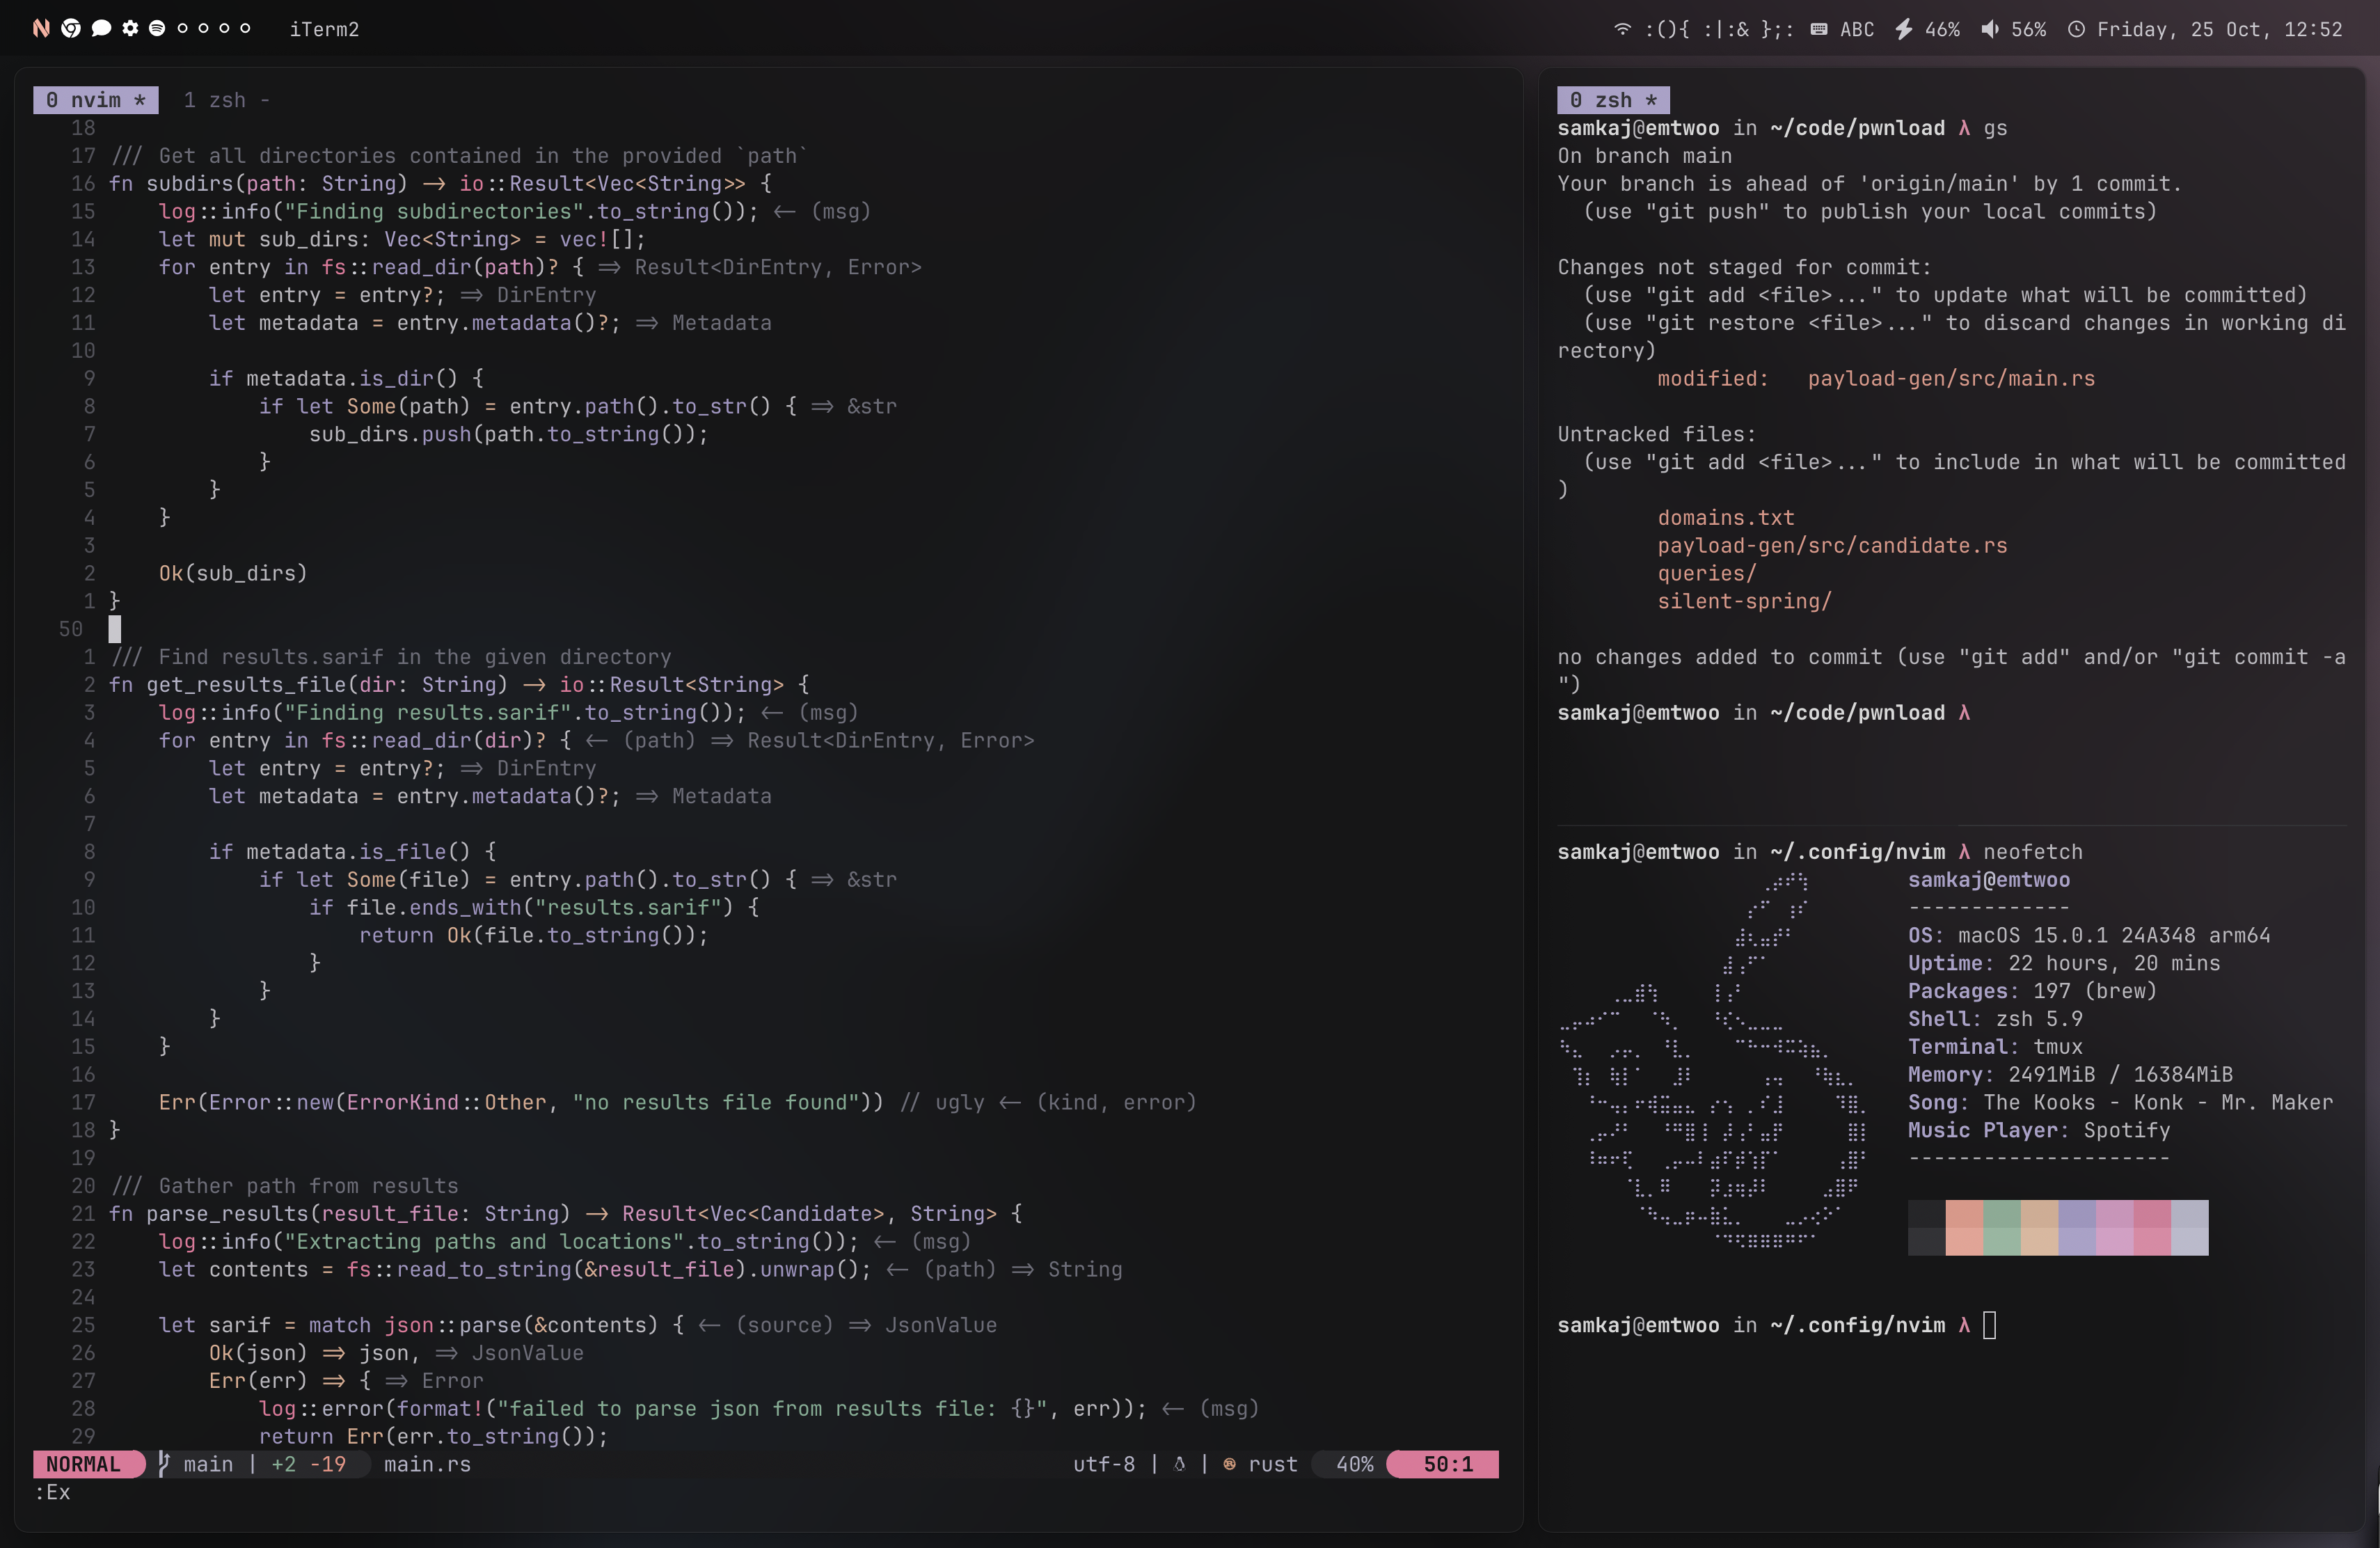 iTerm2
:(){ :|:& };: ABC 46% 56% Friday, 25 Oct, 12:52
0 nvim * 1 zsh -
18
17 /// Get all directories contained in the provided `path`
16 fn subdirs(path: String) -> io::Result<Vec<String>> {
15     log::info("Finding subdirectories".to_string()); <- (msg)
14     let mut sub_dirs: Vec<String> = vec![];
13     for entry in fs::read_dir(path)? { => Result<DirEntry, Error>
12         let entry = entry?; => DirEntry
11         let metadata = entry.metadata()?; => Metadata
10
9         if metadata.is_dir() {
8             if let Some(path) = entry.path().to_str() { => &str
7                 sub_dirs.push(path.to_string());
6             }
5         }
4     }
3
2     Ok(sub_dirs)
1 }
50
1 /// Find results.sarif in the given directory
2 fn get_results_file(dir: String) -> io::Result<String> {
3     log::info("Finding results.sarif".to_string()); <- (msg)
4     for entry in fs::read_dir(dir)? { <- (path) => Result<DirEntry, Error>
5         let entry = entry?; => DirEntry
6         let metadata = entry.metadata()?; => Metadata
7
8         if metadata.is_file() {
9             if let Some(file) = entry.path().to_str() { => &str
10                 if file.ends_with("results.sarif") {
11                     return Ok(file.to_string());
12                 }
13             }
14         }
15     }
16
17     Err(Error::new(ErrorKind::Other, "no results file found")) // ugly <- (kind, error)
18 }
19
20 /// Gather path from results
21 fn parse_results(result_file: String) -> Result<Vec<Candidate>, String> {
22     log::info("Extracting paths and locations".to_string()); <- (msg)
23     let contents = fs::read_to_string(&result_file).unwrap(); <- (path) => String
24
25     let sarif = match json::parse(&contents) { <- (source) => JsonValue
26         Ok(json) => json, => JsonValue
27         Err(err) => { => Error
28             log::error(format!("failed to parse json from results file: {}", err)); <- (msg)
29             return Err(err.to_string());
NORMAL main | +2 -19 main.rs utf-8 | | rust 40% 50:1
:Ex
0 zsh *
samkaj@emtwoo in ~/code/pwnload λ gs
On branch main
Your branch is ahead of 'origin/main' by 1 commit.
  (use "git push" to publish your local commits)
Changes not staged for commit:
  (use "git add <file>..." to update what will be committed)
  (use "git restore <file>..." to discard changes in working di
rectory)
        modified:   payload-gen/src/main.rs
Untracked files:
  (use "git add <file>..." to include in what will be committed
)
        domains.txt
        payload-gen/src/candidate.rs
        queries/
        silent-spring/
no changes added to commit (use "git add" and/or "git commit -a
")
samkaj@emtwoo in ~/code/pwnload λ
samkaj@emtwoo in ~/.config/nvim λ neofetch
samkaj@emtwoo
-------------
OS: macOS 15.0.1 24A348 arm64
Uptime: 22 hours, 20 mins
Packages: 197 (brew)
Shell: zsh 5.9
Terminal: tmux
Memory: 2491MiB / 16384MiB
Song: The Kooks - Konk - Mr. Maker
Music Player: Spotify
---------------------
samkaj@emtwoo in ~/.config/nvim λ